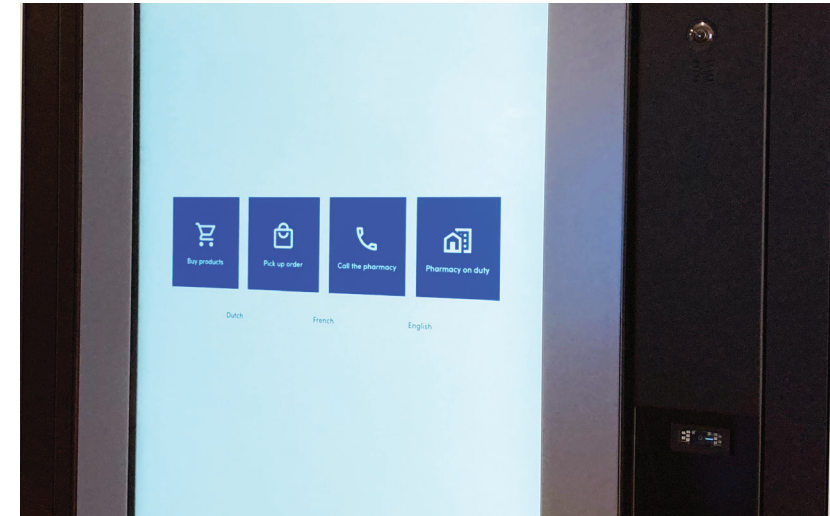 Buy products
Pick up order
Call the pharmacy
Pharmacy on duty
Dutch
French
English